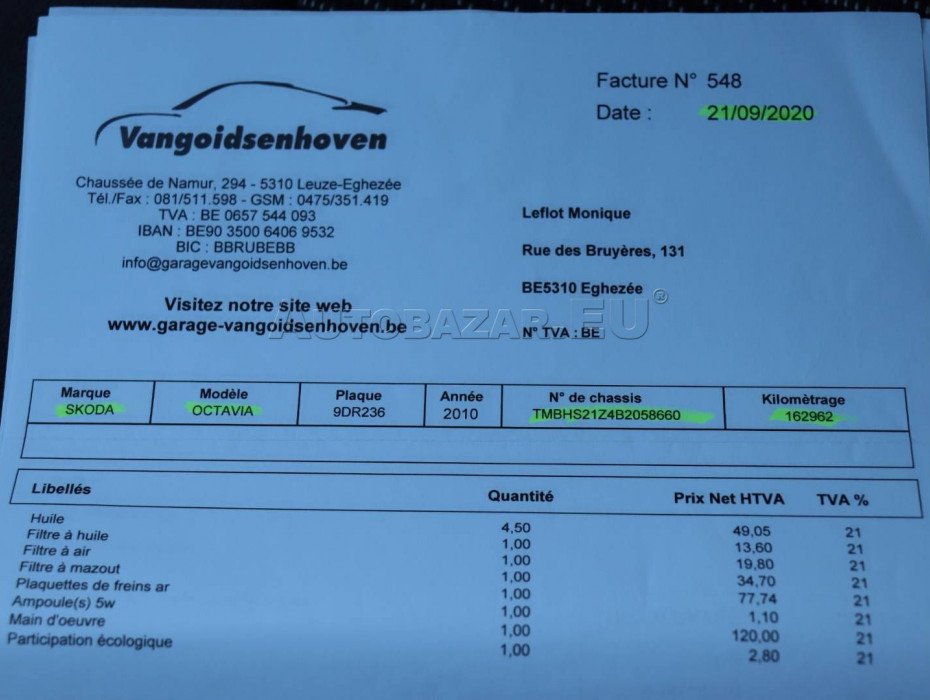 Vangoidsenhoven
Chaussée de Namur, 294 - 5310 Leuze-Eghezée
Tél./Fax : 081/511.598 - GSM : 0475/351.419
TVA : BE 0657 544 093
IBAN : BE90 3500 6406 9532
BIC : BBRUBEBB
info@garagevangoidsenhoven.be
Visitez notre site web
www.garage-vangoidsenhoven.be
Facture N° 548
Date : 21/09/2020
Leflot Monique
Rue des Bruyères, 131
BE5310 Eghezée
N° TVA : BE
AUTOBAZAR.EU®
Marque Modèle Plaque Année N° de chassis Kilomètrage
SKODA OCTAVIA 9DR236 2010 TMBHS21Z4B2058660 162962
Libellés Quantité Prix Net HTVA TVA %
Huile 4,50 49,05 21
Filtre à huile 1,00 13,60 21
Filtre à air 1,00 19,80 21
Filtre à mazout 1,00 34,70 21
Plaquettes de freins ar 1,00 77,74 21
Ampoule(s) 5w 1,00 1,10 21
Main d'oeuvre 1,00 120,00 21
Participation écologique 1,00 2,80 21